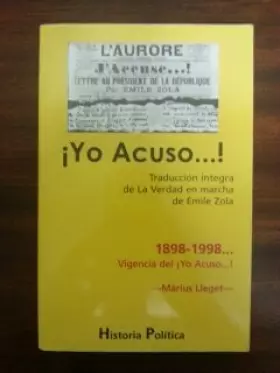 L'AURORE
J'Accuse...!
LETTRE AU PRÉSIDENT DE LA RÉPUBLIQUE
Par ÉMILE ZOLA
¡Yo Acuso...!
Traducción íntegra
de La Verdad en marcha
de Emile Zola
1898-1998...
Vigencia del ¡Yo Acuso...!
—Màrius Lleget—
Historia Política